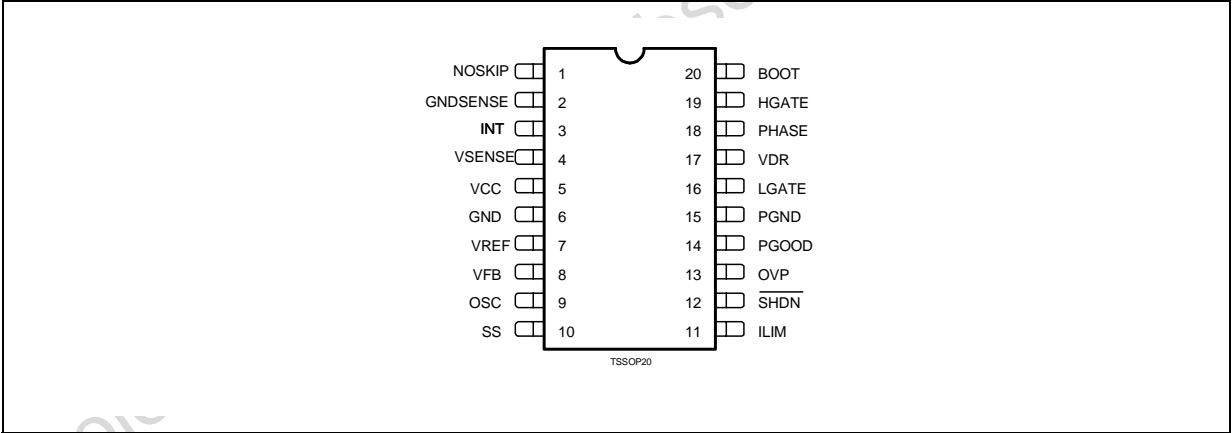 NOSKIP 1 20 BOOT
GNDSENSE 2 19 HGATE
INT 3 18 PHASE
VSENSE 4 17 VDR
VCC 5 16 LGATE
GND 6 15 PGND
VREF 7 14 PGOOD
VFB 8 13 OVP
OSC 9 12 SHDN
SS 10 11 ILIM
TSSOP20